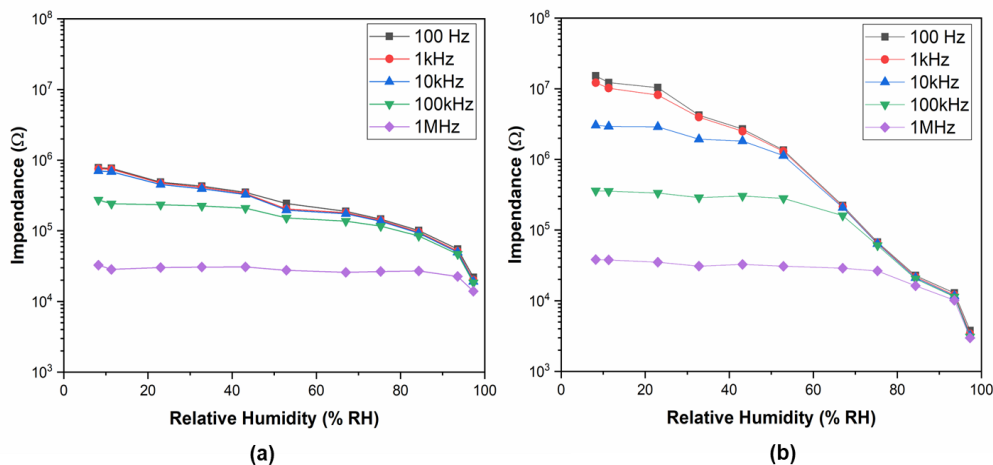 10⁸
10⁷
10⁶
10⁵
10⁴
10³
Impendance (Ω)
100 Hz
1kHz
10kHz
100kHz
1MHz
0 20 40 60 80 100
Relative Humidity (% RH)
(a)
10⁸
10⁷
10⁶
10⁵
10⁴
10³
Impendance (Ω)
100 Hz
1kHz
10kHz
100kHz
1MHz
0 20 40 60 80 100
Relative Humidity (% RH)
(b)